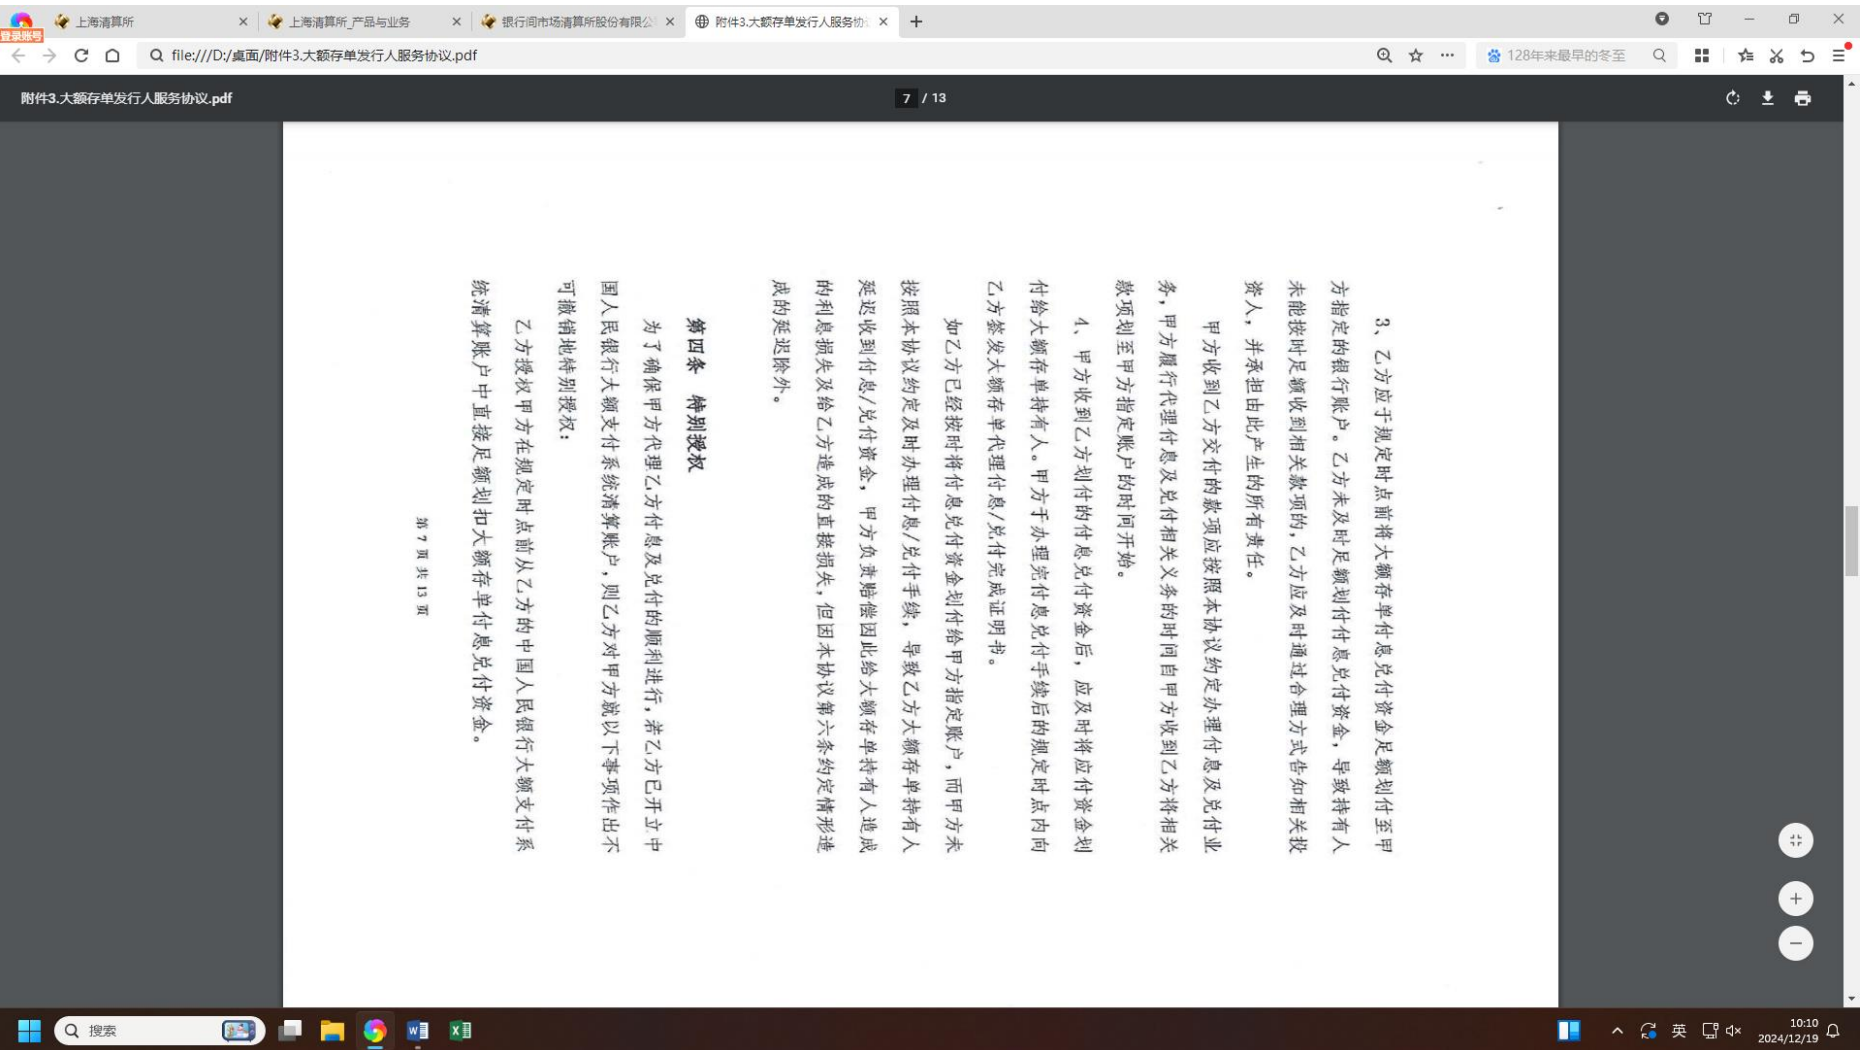 登录账号
上海清算所
上海清算所_产品与业务
银行间市场清算所股份有限公
附件3.大额存单发行人服务协
file:///D:/桌面/附件3.大额存单发行人服务协议.pdf
128年来最早的冬至
附件3.大额存单发行人服务协议.pdf
7 / 13
3、乙方应于规定时点前将大额存单付息兑付资金足额划付至甲
方指定的银行账户。乙方未及时足额划付付息兑付资金，导致持有人
未能按时足额收到相关款项的，乙方应及时通过合理方式告知相关投
资人，并承担由此产生的所有责任。
甲方收到乙方交付的款项应按照本协议约定办理付息及兑付业
务，甲方履行代理付息及兑付相关义务的时间自甲方收到乙方将相关
款项划至甲方指定账户的时间开始。
4、甲方收到乙方划付的付息兑付资金后，应及时将应付资金划
付给大额存单持有人。甲方于办理完付息兑付手续后的规定时点内向
乙方签发大额存单代理付息/兑付完成证明书。
如乙方已经按时将付息兑付资金划付给甲方指定账户，而甲方未
按照本协议约定及时办理付息/兑付手续，导致乙方大额存单持有人
延迟收到付息/兑付资金，甲方负责赔偿因此给大额存单持有人造成
的利息损失及给乙方造成的直接损失，但因本协议第六条约定情形造
成的延迟除外。
第四条 特别授权
为了确保甲方代理乙方付息及兑付的顺利进行，若乙方已开立中
国人民银行大额支付系统清算账户，则乙方对甲方就以下事项作出不
可撤销地特别授权：
乙方授权甲方在规定时点前从乙方的中国人民银行大额支付系
统清算账户中直接足额划扣大额存单付息兑付资金。
第 7 页 共 13 页
搜索
英
10:10
2024/12/19